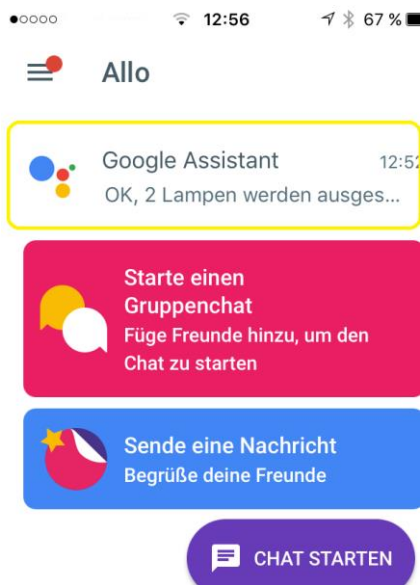 12:56
67 %
Allo
Google Assistant 12:52
OK, 2 Lampen werden ausges...
Starte einen
Gruppenchat
Füge Freunde hinzu, um den
Chat zu starten
Sende eine Nachricht
Begrüße deine Freunde
CHAT STARTEN